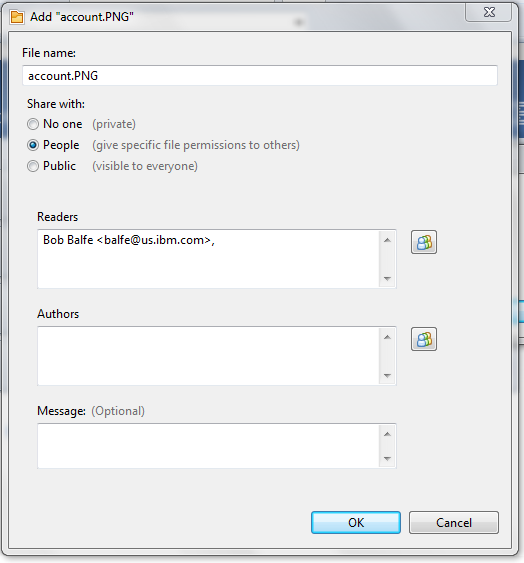 Add "account.PNG"
File name:
account.PNG
Share with:
No one (private)
People (give specific file permissions to others)
Public (visible to everyone)
Readers
Bob Balfe <balfe@us.ibm.com>,
Authors
Message: (Optional)
OK Cancel